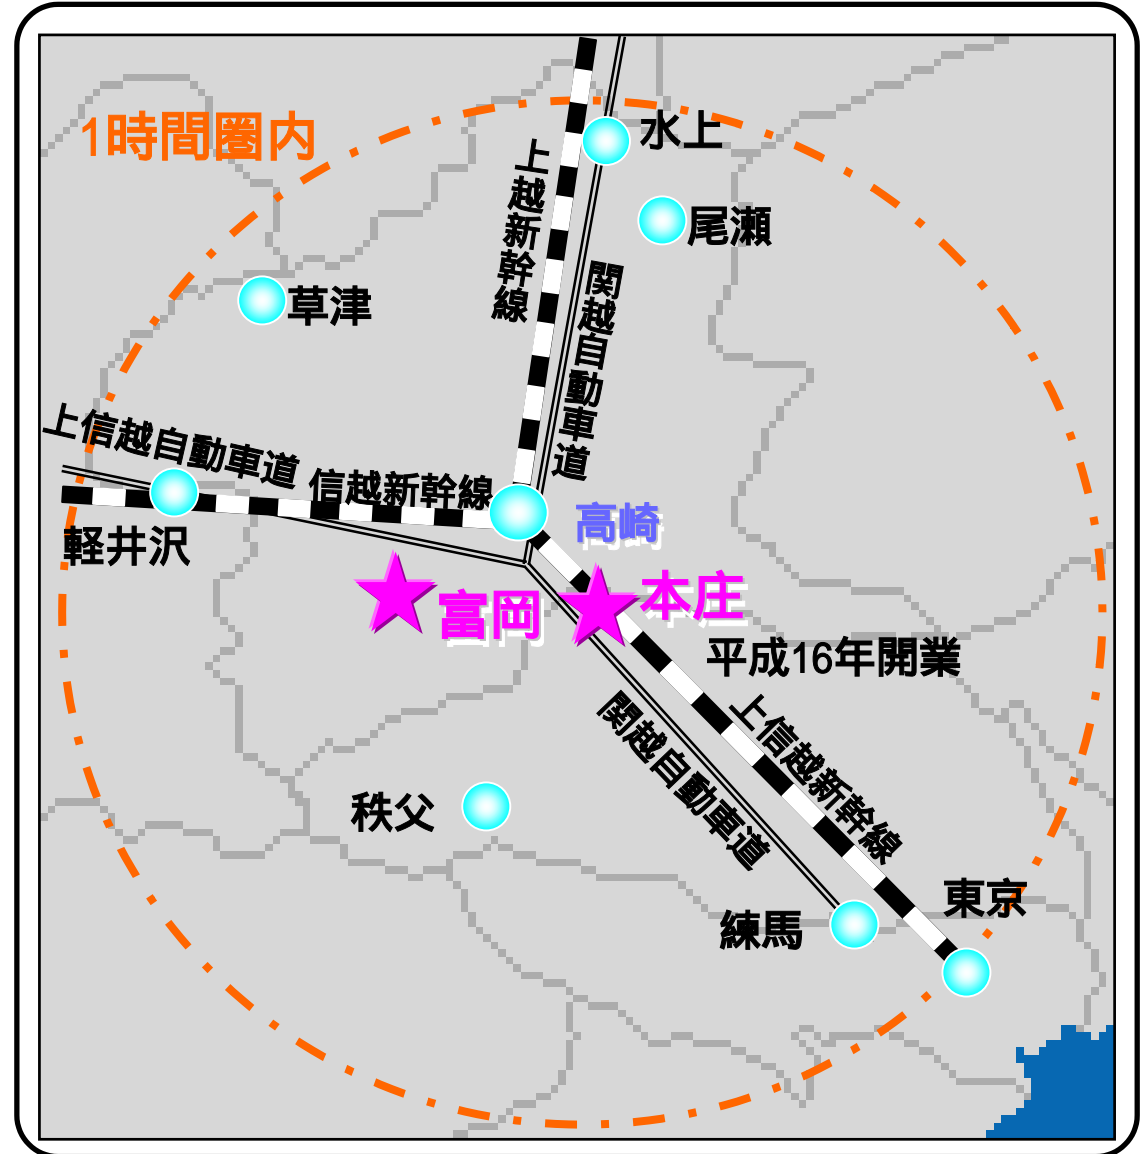 1時間圏内
水上
上越新幹線
尾瀬
関越自動車道
草津
上信越自動車道
信越新幹線
高崎
軽井沢
富岡
本庄
平成16年開業
関越自動車道
上信越新幹線
秩父
東京
練馬